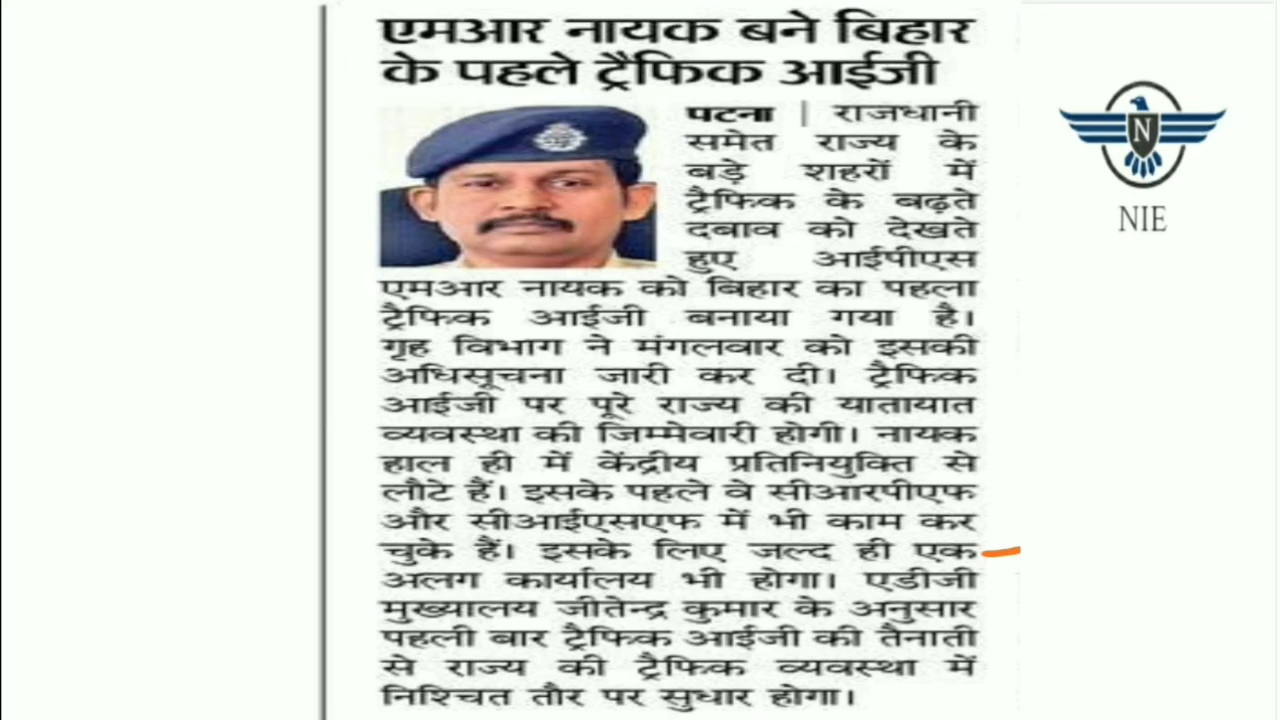 एमआर नायक बने बिहार
के पहले ट्रैफिक आईजी
पटना | राजधानी
समेत राज्य के
बड़े शहरों में
ट्रैफिक के बढ़ते
दबाव को देखते
हुए आईपीएस
एमआर नायक को बिहार का पहला
ट्रैफिक आईजी बनाया गया है।
गृह विभाग ने मंगलवार को इसकी
अधिसूचना जारी कर दी। ट्रैफिक
आईजी पर पूरे राज्य की यातायात
व्यवस्था की जिम्मेवारी होगी। नायक
हाल ही में केंद्रीय प्रतिनियुक्ति से
लौटे हैं। इसके पहले वे सीआरपीएफ
और सीआईएसएफ में भी काम कर
चुके हैं। इसके लिए जल्द ही एक
अलग कार्यालय भी होगा। एडीजी
मुख्यालय जीतेन्द्र कुमार के अनुसार
पहली बार ट्रैफिक आईजी की तैनाती
से राज्य की ट्रैफिक व्यवस्था में
निश्चित तौर पर सुधार होगा।
N
NIE